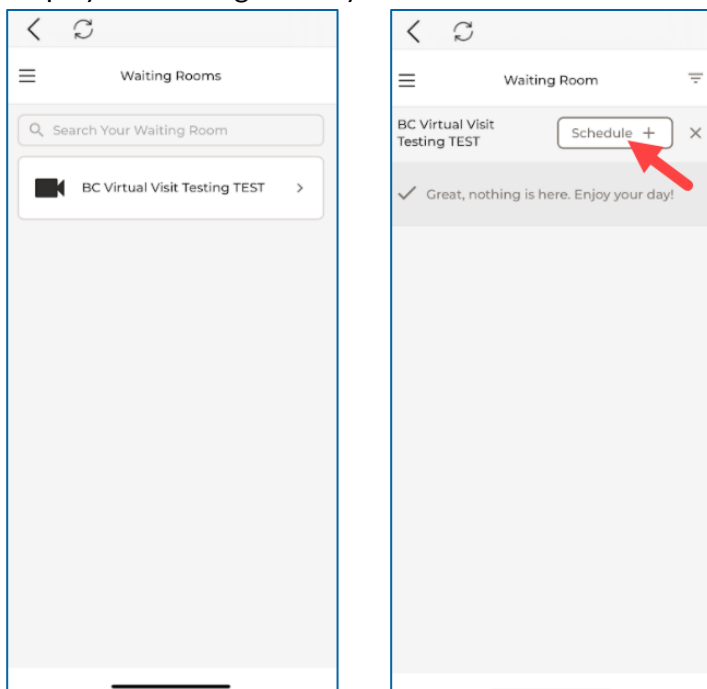 Waiting Rooms
Search Your Waiting Room
BC Virtual Visit Testing TEST
Waiting Room
BC Virtual Visit
Testing TEST
Schedule +
Great, nothing is here. Enjoy your day!